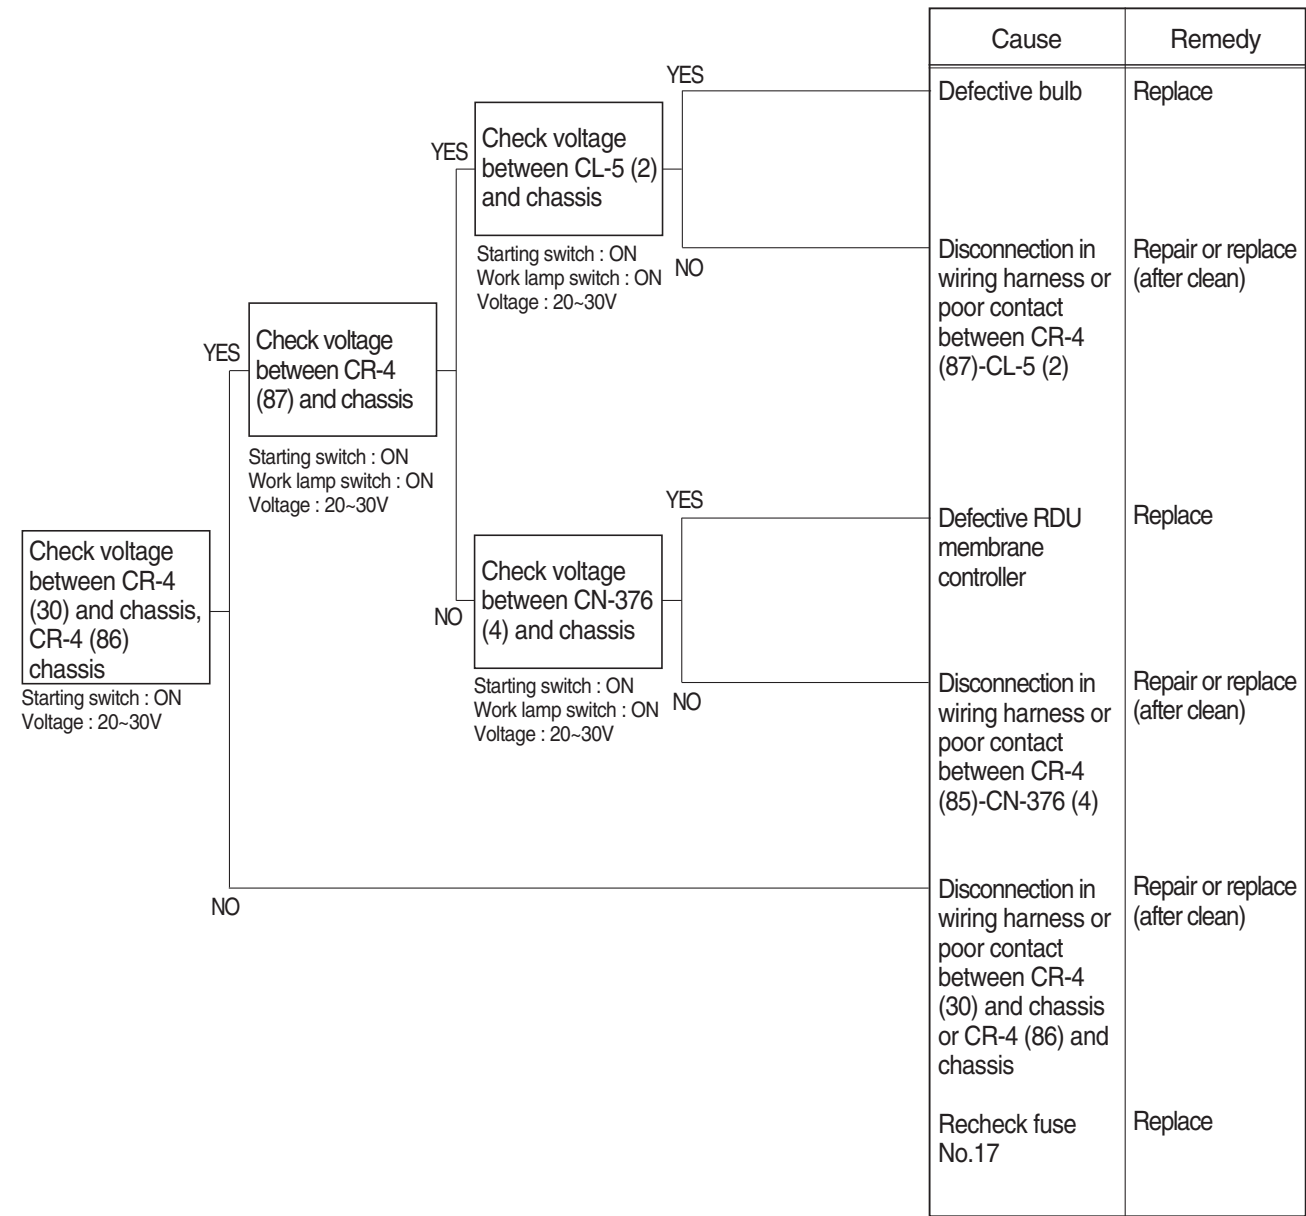 Cause
Remedy
YES
Defective bulb
Replace
YES
Check voltage
between CL-5 (2)
and chassis
Starting switch : ON
Work lamp switch : ON
Voltage : 20~30V
NO
Disconnection in
wiring harness or
poor contact
between CR-4
(87)-CL-5 (2)
Repair or replace
(after clean)
YES
Check voltage
between CR-4
(87) and chassis
Starting switch : ON
Work lamp switch : ON
Voltage : 20~30V
YES
Defective RDU
membrane
controller
Replace
Check voltage
between CR-4
(30) and chassis,
CR-4 (86)
chassis
Starting switch : ON
Voltage : 20~30V
NO
Check voltage
between CN-376
(4) and chassis
Starting switch : ON
Work lamp switch : ON
Voltage : 20~30V
NO
Disconnection in
wiring harness or
poor contact
between CR-4
(85)-CN-376 (4)
Repair or replace
(after clean)
NO
Disconnection in
wiring harness or
poor contact
between CR-4
(30) and chassis
or CR-4 (86) and
chassis
Repair or replace
(after clean)
Recheck fuse
No.17
Replace